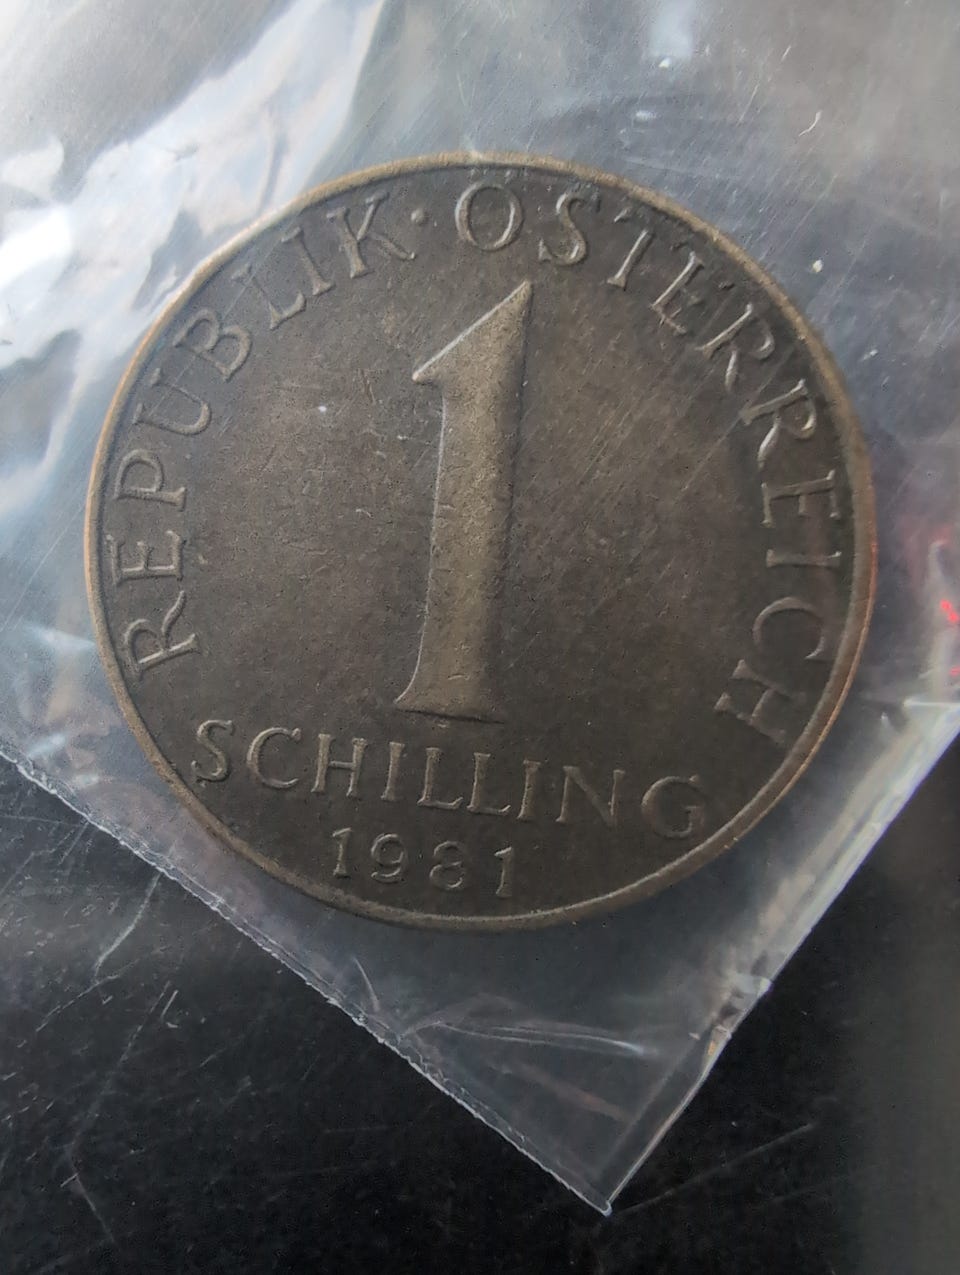 REPUBLIK · ÖSTERREICH
1
SCHILLING
1981